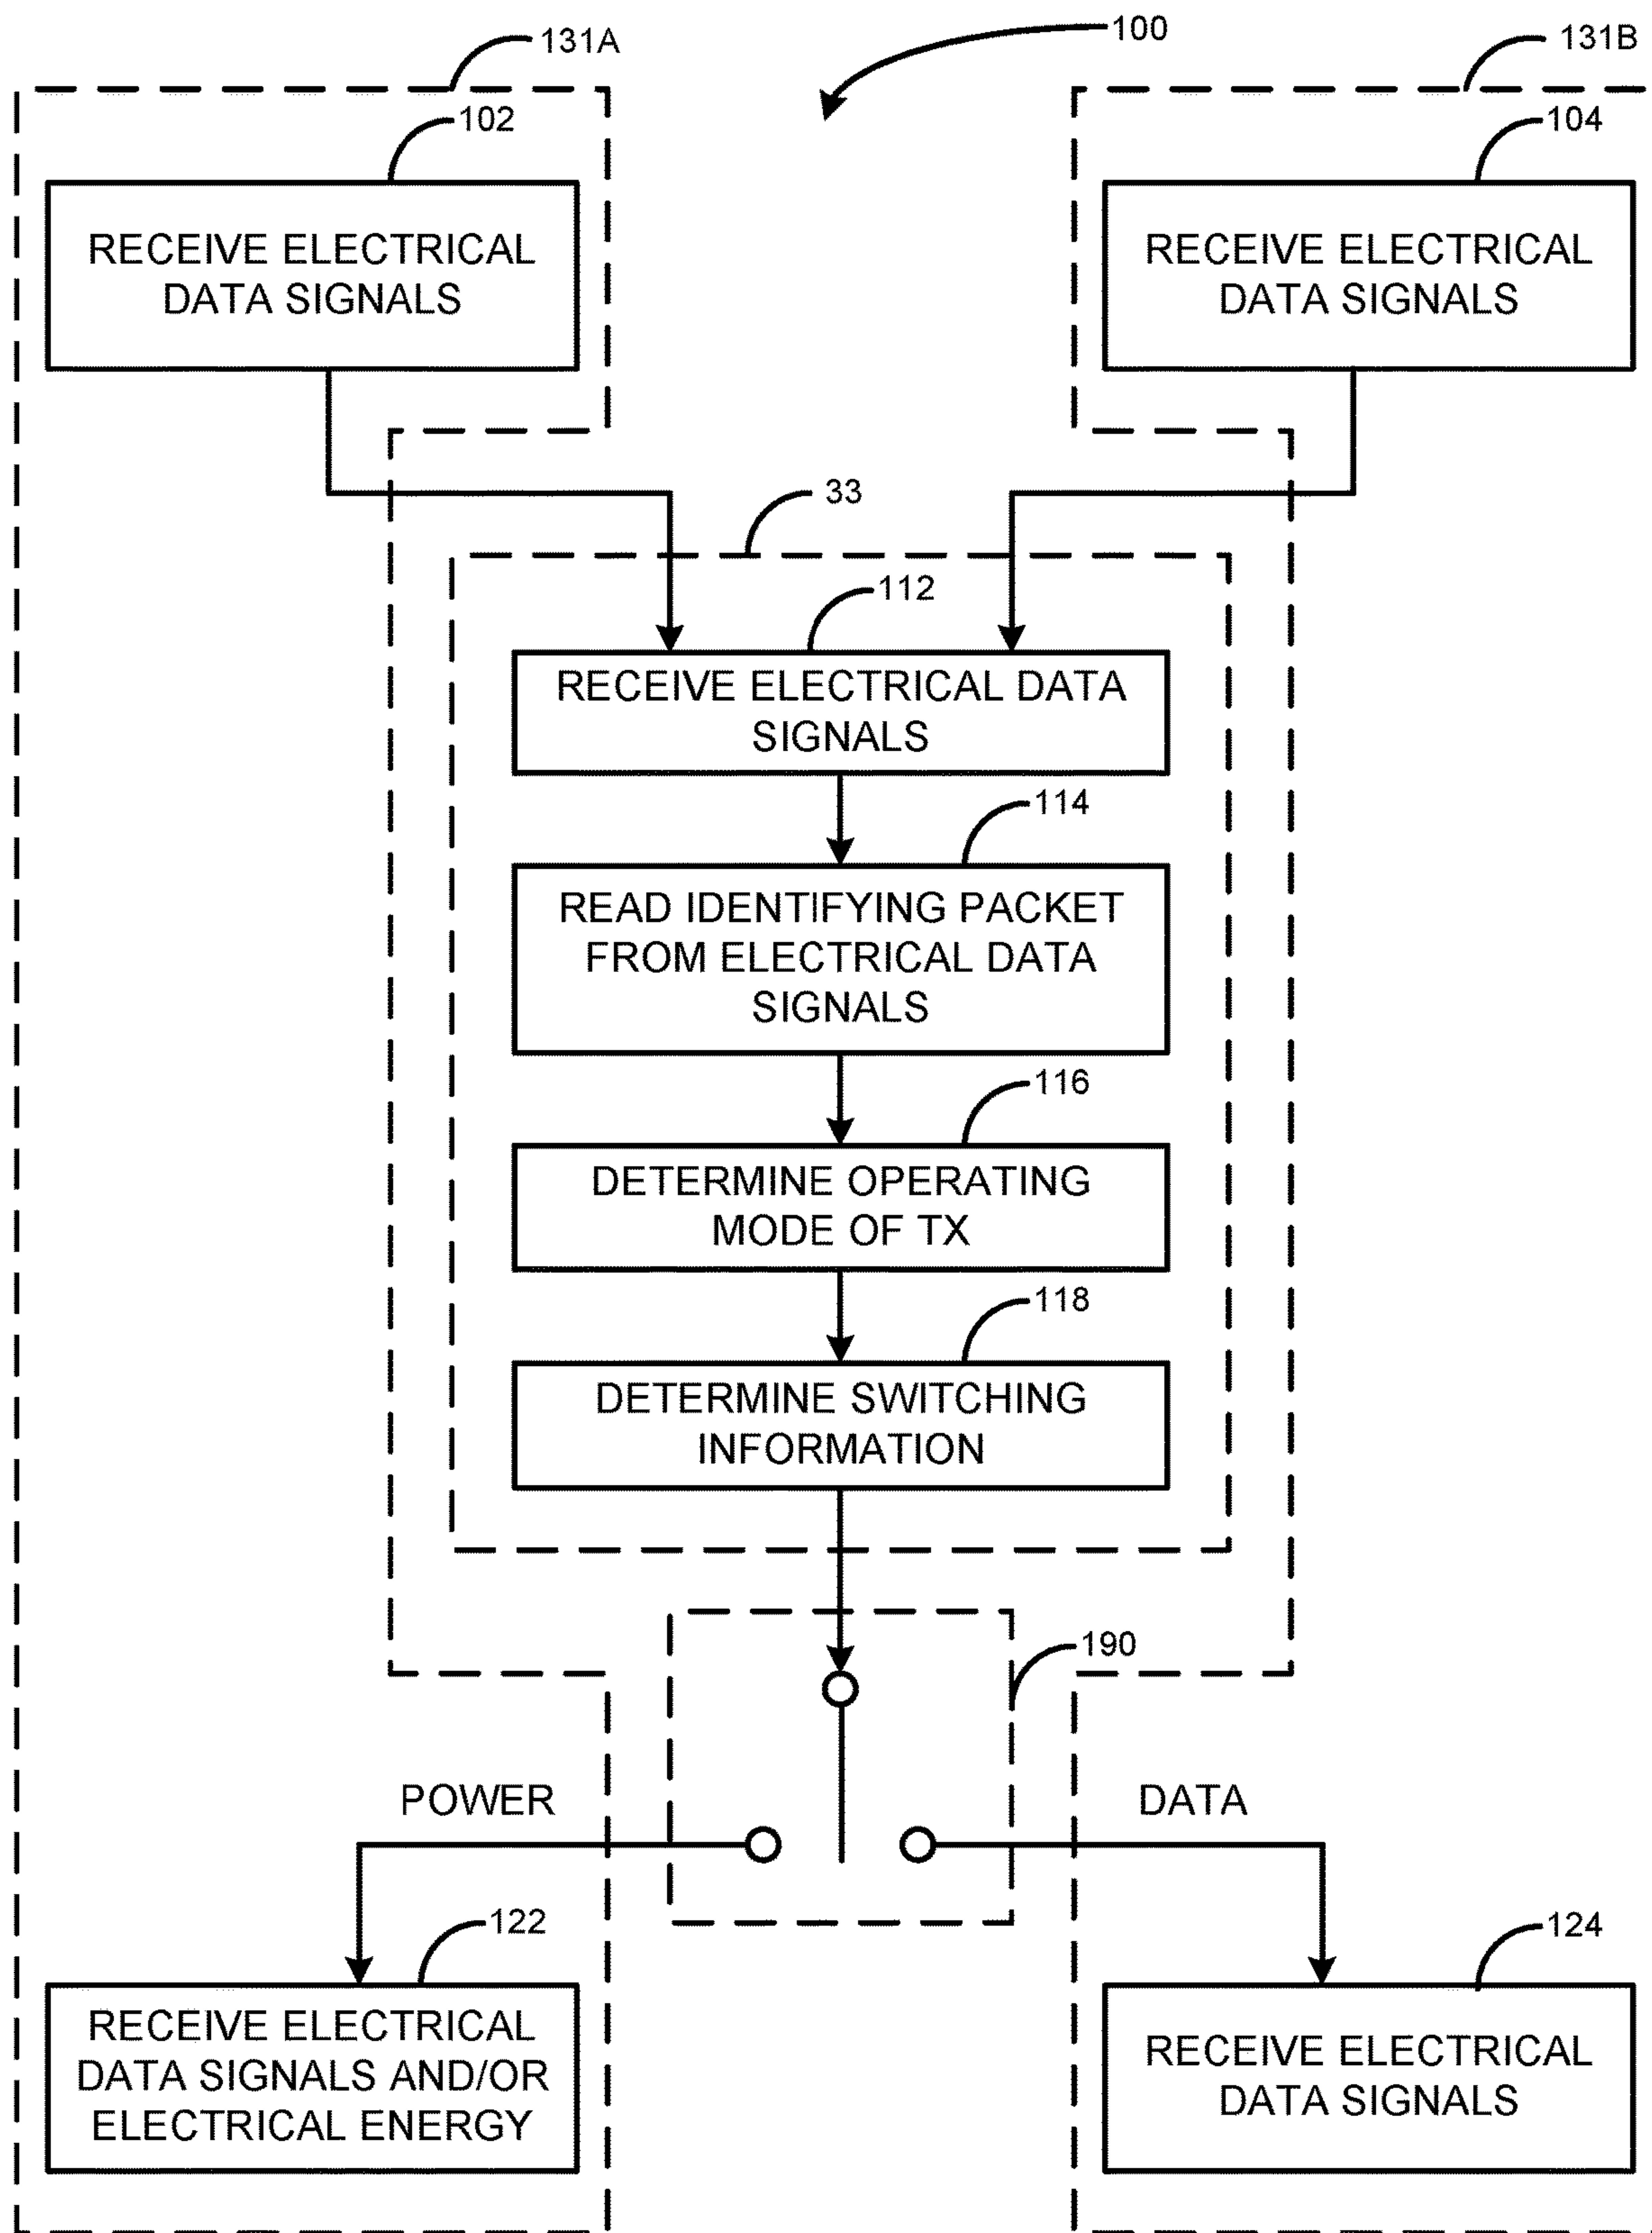 131A
100
131B
102
104
RECEIVE ELECTRICAL
DATA SIGNALS
RECEIVE ELECTRICAL
DATA SIGNALS
33
112
RECEIVE ELECTRICAL DATA
SIGNALS
114
READ IDENTIFYING PACKET
FROM ELECTRICAL DATA
SIGNALS
116
DETERMINE OPERATING
MODE OF TX
118
DETERMINE SWITCHING
INFORMATION
190
POWER
DATA
122
124
RECEIVE ELECTRICAL
DATA SIGNALS AND/OR
ELECTRICAL ENERGY
RECEIVE ELECTRICAL
DATA SIGNALS